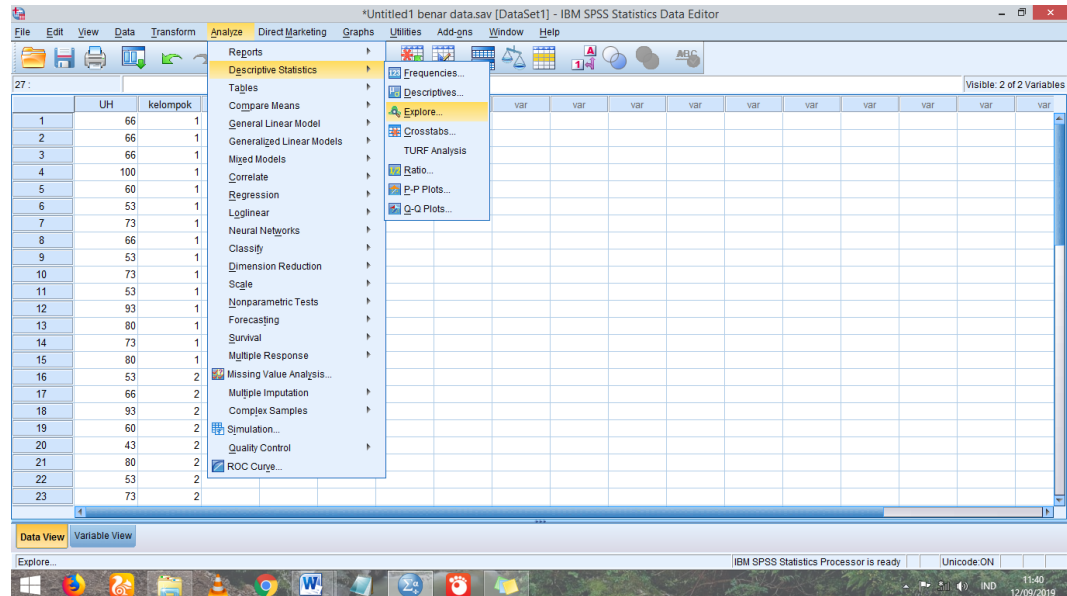 *Untitled1 benar data.sav [DataSet1] - IBM SPSS Statistics Data Editor
File Edit View Data Transform Analyze Direct Marketing Graphs Utilities Add-ons Window Help
27 :
Visible: 2 of 2 Variables
UH kelompok var var var var var var var var var var
1 66 1
2 66 1
3 66 1
4 100 1
5 60 1
6 53 1
7 73 1
8 66 1
9 53 1
10 73 1
11 53 1
12 93 1
13 80 1
14 73 1
15 80 1
16 53 2
17 66 2
18 93 2
19 60 2
20 43 2
21 80 2
22 53 2
23 73 2
Reports
Descriptive Statistics
Tables
Compare Means
General Linear Model
Generalized Linear Models
Mixed Models
Correlate
Regression
Loglinear
Neural Networks
Classify
Dimension Reduction
Scale
Nonparametric Tests
Forecasting
Survival
Multiple Response
Missing Value Analysis...
Multiple Imputation
Complex Samples
Simulation...
Quality Control
ROC Curve...
Frequencies...
Descriptives...
Explore...
Crosstabs...
TURF Analysis
Ratio...
P-P Plots...
Q-Q Plots...
Data View Variable View
Explore...
IBM SPSS Statistics Processor is ready
Unicode:ON
IND
11:40
12/09/2019